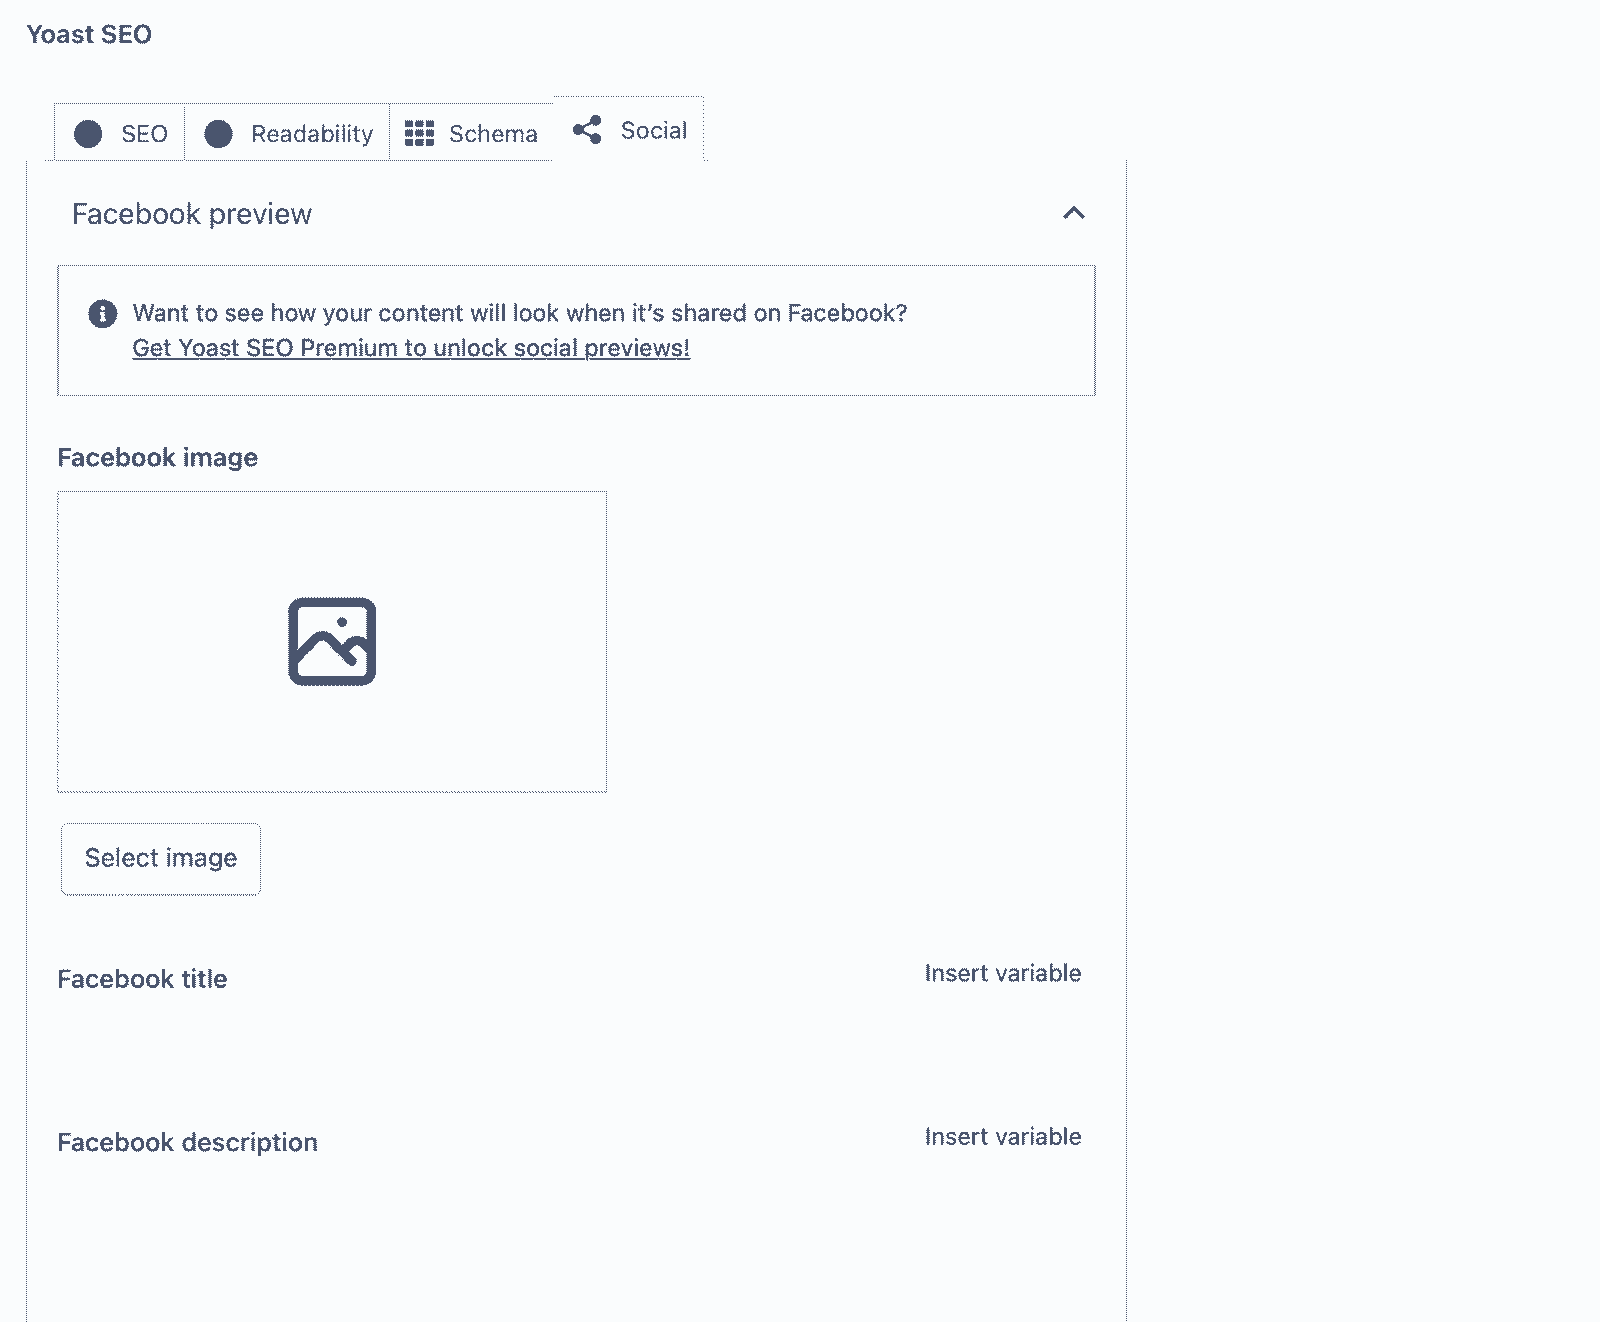 Yoast SEO
SEO
Readability
Schema
Social
Facebook preview
Want to see how your content will look when it's shared on Facebook?
Get Yoast SEO Premium to unlock social previews!
Facebook image
Select image
Facebook title
Insert variable
Facebook description
Insert variable